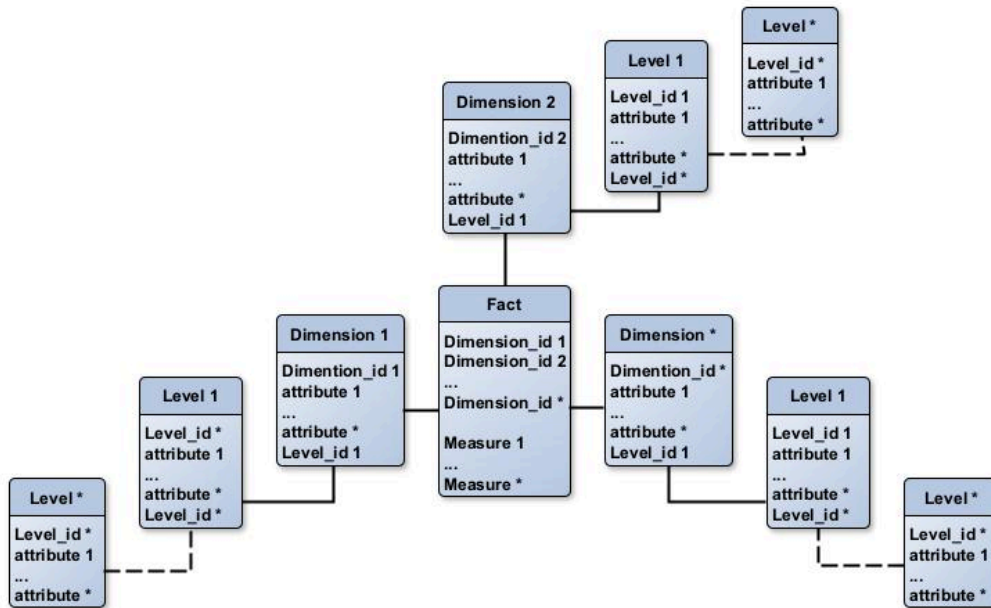 Level *
Level_id *
attribute 1
...
attribute *
Level 1
Level_id 1
attribute 1
...
attribute *
Level_id *
Dimension 2
Dimention_id 2
attribute 1
...
attribute *
Level_id 1
Fact
Dimension_id 1
Dimension_id 2
...
Dimension_id *
Measure 1
...
Measure *
Dimension 1
Dimention_id 1
attribute 1
...
attribute *
Level_id 1
Level 1
Level_id *
attribute 1
...
attribute *
Level_id *
Level *
Level_id *
attribute 1
...
attribute *
Dimension *
Dimention_id *
attribute 1
...
attribute *
Level_id 1
Level 1
Level_id 1
attribute 1
...
attribute *
Level_id *
Level *
Level_id *
attribute 1
...
attribute *